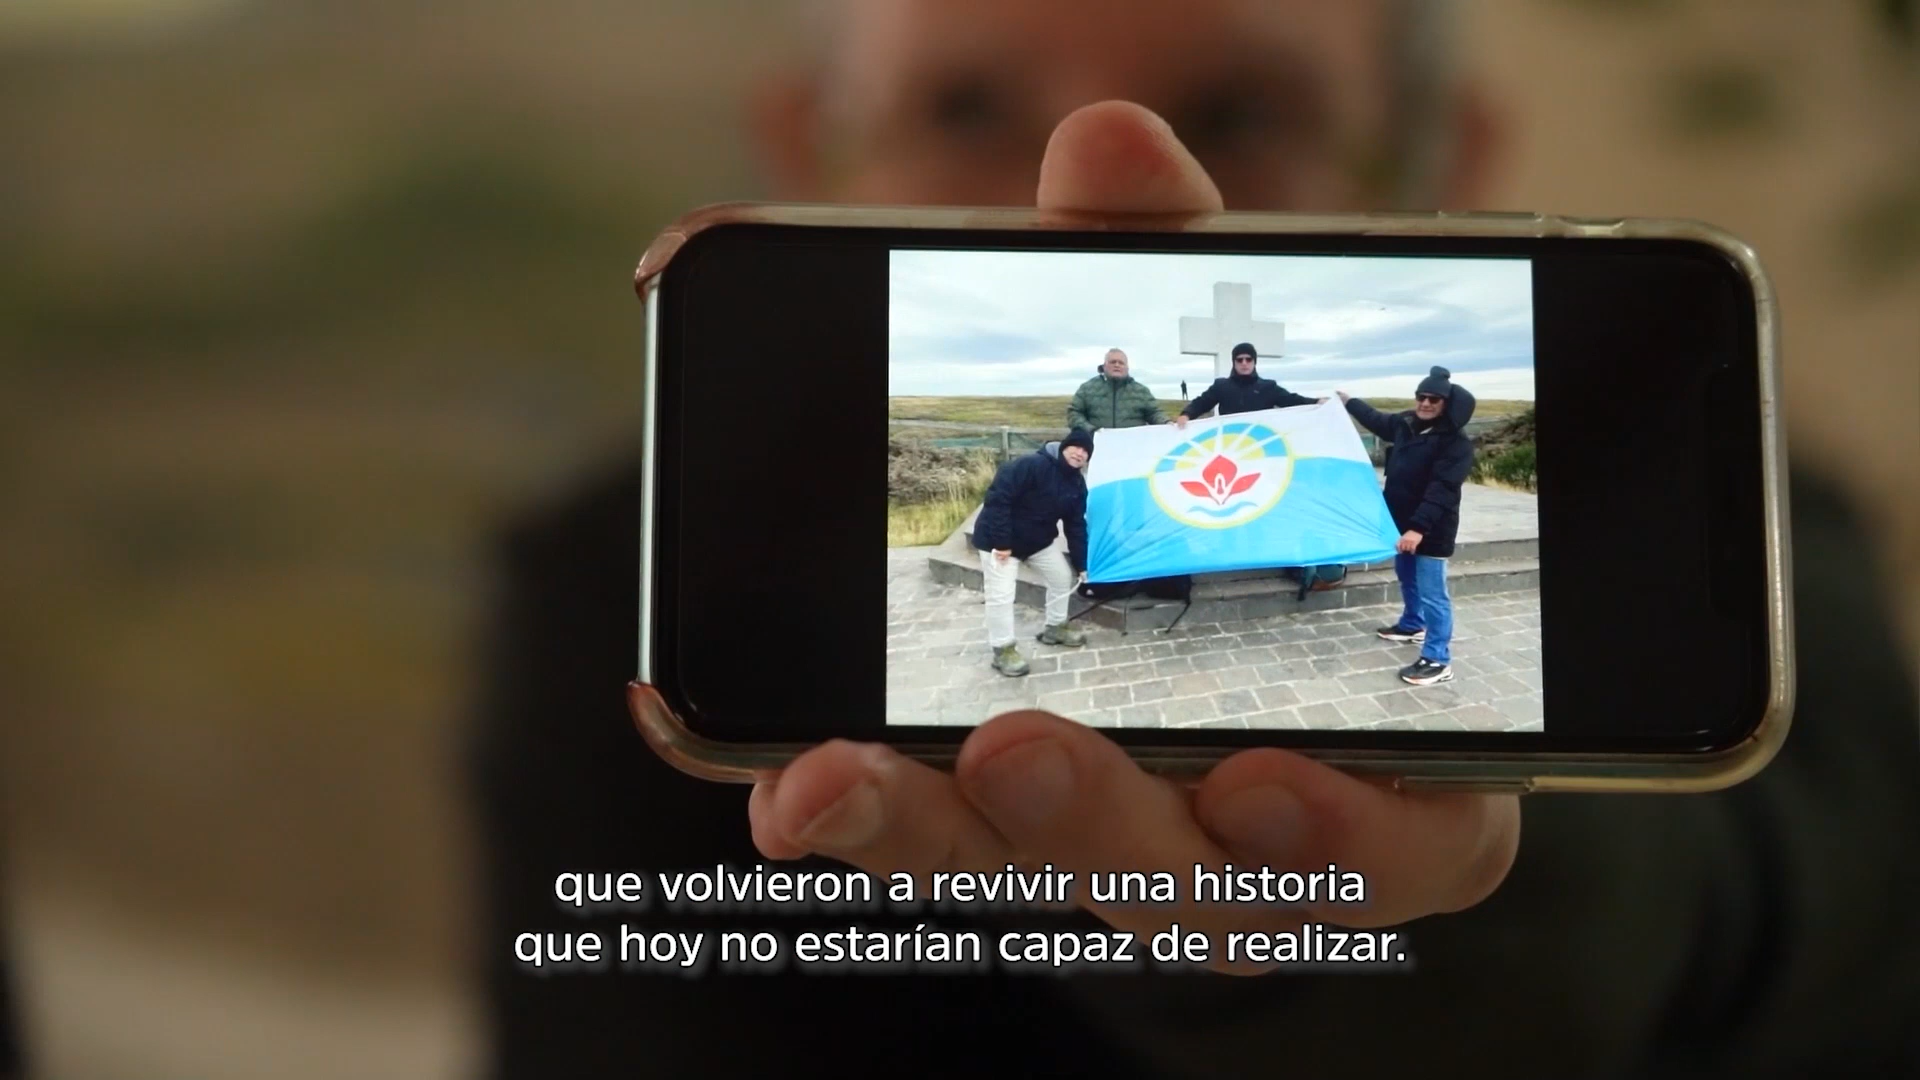 que volvieron a revivir una historia
que hoy no estarían capaz de realizar.